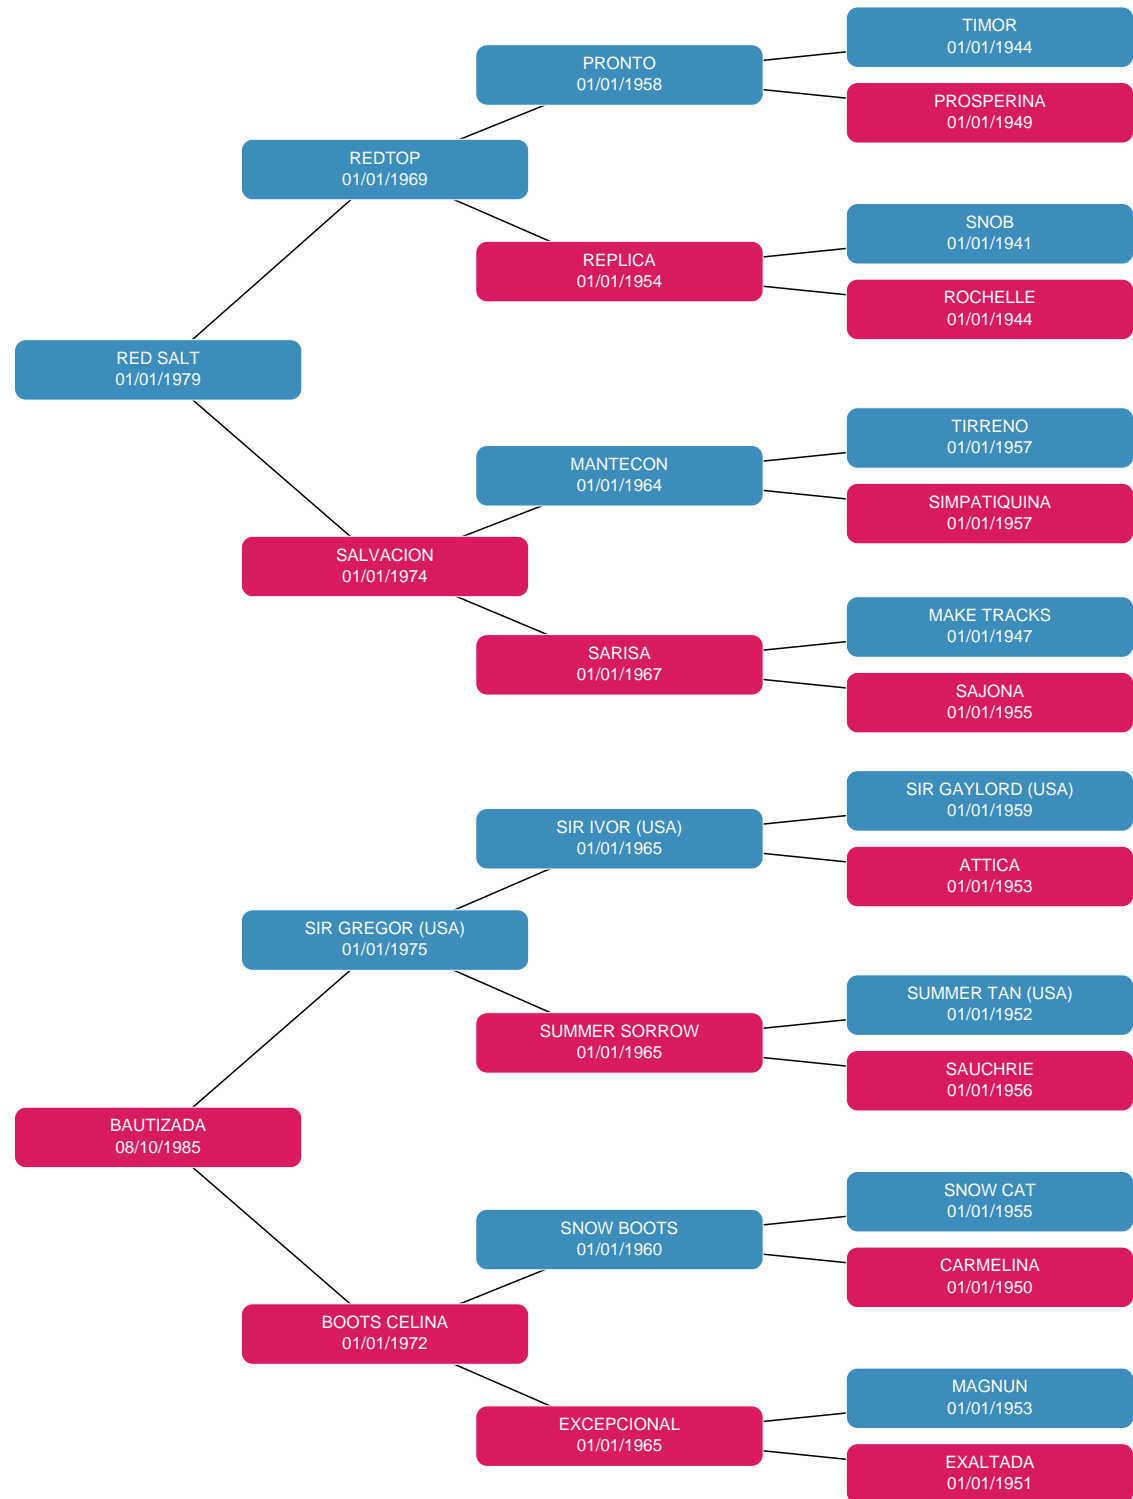 TIMOR
01/01/1944
PRONTO
01/01/1958
PROSPERINA
01/01/1949
REDTOP
01/01/1969
SNOB
01/01/1941
REPLICA
01/01/1954
ROCHELLE
01/01/1944
RED SALT
01/01/1979
TIRRENO
01/01/1957
MANTECON
01/01/1964
SIMPATIQUINA
01/01/1957
SALVACION
01/01/1974
MAKE TRACKS
01/01/1947
SARISA
01/01/1967
SAJONA
01/01/1955
SIR GAYLORD (USA)
01/01/1959
SIR IVOR (USA)
01/01/1965
ATTICA
01/01/1953
SIR GREGOR (USA)
01/01/1975
SUMMER TAN (USA)
01/01/1952
SUMMER SORROW
01/01/1965
SAUCHRIE
01/01/1956
BAUTIZADA
08/10/1985
SNOW CAT
01/01/1955
SNOW BOOTS
01/01/1960
CARMELINA
01/01/1950
BOOTS CELINA
01/01/1972
MAGNUN
01/01/1953
EXCEPCIONAL
01/01/1965
EXALTADA
01/01/1951